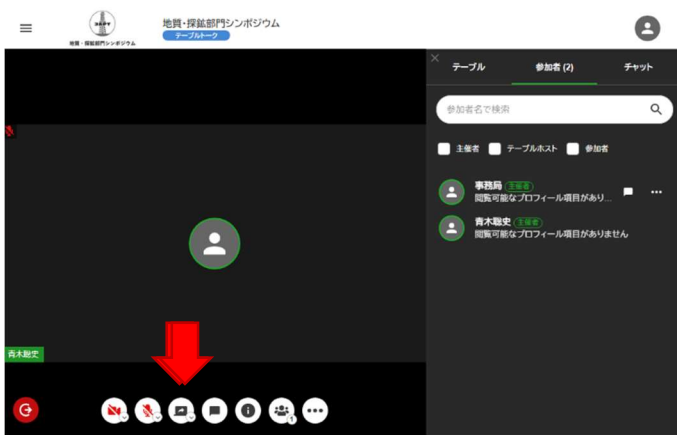 地質・探鉱部門シンポジウム
地質・探鉱部門シンポジウム
テーブルトーク
テーブル
参加者 (2)
チャット
参加者名で検索
主催者 テーブルホスト 参加者
事務局 主催者
閲覧可能なプロフィール項目があり...
青木聡史 主催者
閲覧可能なプロフィール項目がありません
青木聡史
1